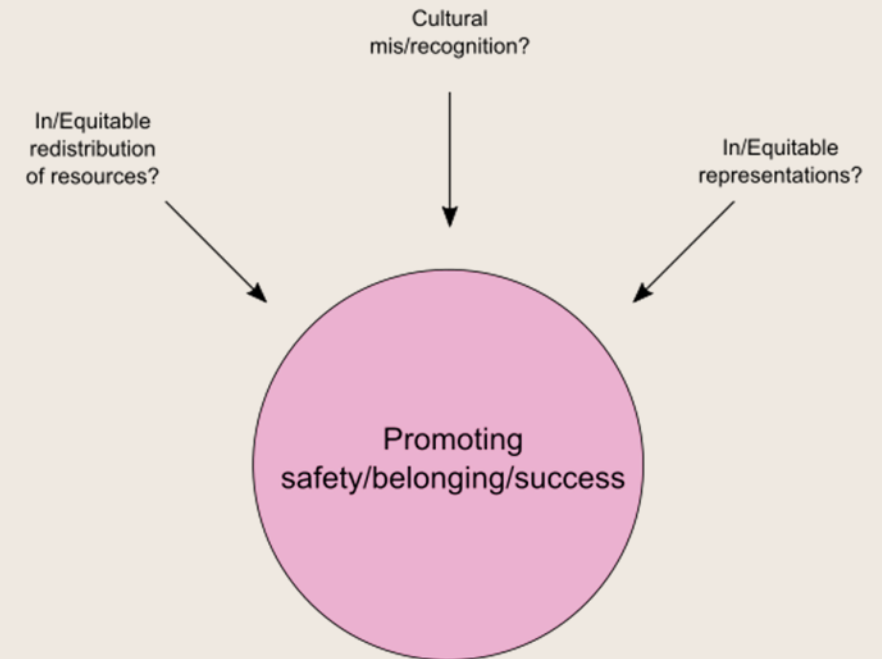 Cultural
mis/recognition?
In/Equitable
redistribution
of resources?
In/Equitable
representations?
Promoting
safety/belonging/success